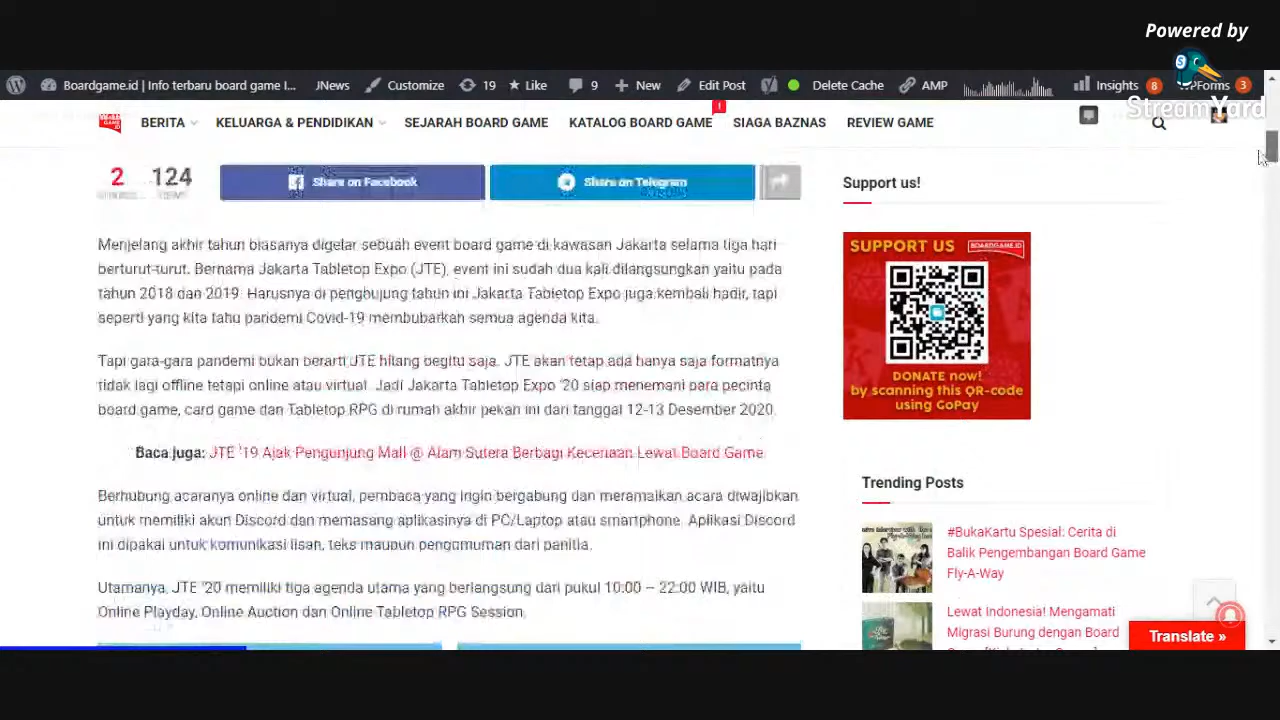 Powered by
StreamYard
Boardgame.id | Info terbaru board game I... JNews Customize 19 Like 9 New Edit Post Delete Cache AMP Insights 8 WPForms 3
BERITA KELUARGA & PENDIDIKAN SEJARAH BOARD GAME KATALOG BOARD GAME 1 SIAGA BAZNAS REVIEW GAME
2 124 Share on Facebook Share on Telegram
Support us!
Menjelang akhir tahun biasanya digelar sebuah event board game di kawasan Jakarta selama tiga hari
berturut-turut. Bernama Jakarta Tabletop Expo (JTE), event ini sudah dua kali dilangsungkan yaitu pada
tahun 2018 dan 2019. Harusnya di penghujung tahun ini Jakarta Tabletop Expo juga kembali hadir, tapi
seperti yang kita tahu pandemi Covid-19 membubarkan semua agenda kita.
Tapi gara-gara pandemi bukan berarti JTE hilang begitu saja. JTE akan tetap ada hanya saja formatnya
tidak lagi offline tetapi online atau virtual. Jadi Jakarta Tabletop Expo '20 siap menemani para pecinta
board game, card game dan Tabletop RPG di rumah akhir pekan ini dari tanggal 12-13 Desember 2020.
Baca juga: JTE '19 Ajak Pengunjung Mall @ Alam Sutera Berbagi Keceriaan Lewat Board Game
Berhubung acaranya online dan virtual, pembaca yang ingin bergabung dan meramaikan acara diwajibkan
untuk memiliki akun Discord dan memasang aplikasinya di PC/Laptop atau smartphone. Aplikasi Discord
ini dipakai untuk komunikasi lisan, teks maupun pengumuman dari panitia.
Utamanya, JTE '20 memiliki tiga agenda utama yang berlangsung dari pukul 10:00 – 22:00 WIB, yaitu
Online Playday, Online Auction dan Online Tabletop RPG Session.
SUPPORT US BOARDGAME.ID
DONATE now!
by scanning this QR-code
using GoPay
Trending Posts
#BukaKartu Spesial: Cerita di
Balik Pengembangan Board Game
Fly-A-Way
Lewat Indonesia! Mengamati
Migrasi Burung dengan Board
Translate »